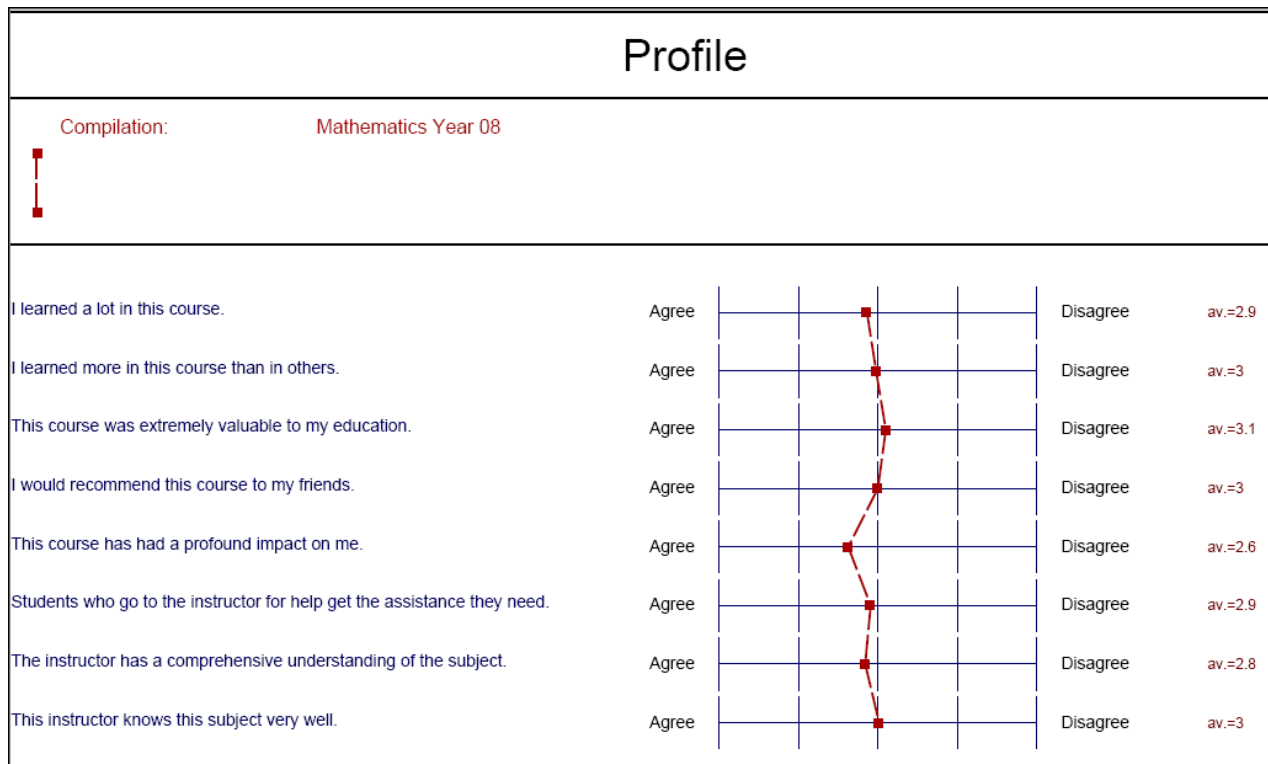 Profile
Compilation: Mathematics Year 08
I learned a lot in this course. Agree Disagree av.=2.9
I learned more in this course than in others. Agree Disagree av.=3
This course was extremely valuable to my education. Agree Disagree av.=3.1
I would recommend this course to my friends. Agree Disagree av.=3
This course has had a profound impact on me. Agree Disagree av.=2.6
Students who go to the instructor for help get the assistance they need. Agree Disagree av.=2.9
The instructor has a comprehensive understanding of the subject. Agree Disagree av.=2.8
This instructor knows this subject very well. Agree Disagree av.=3